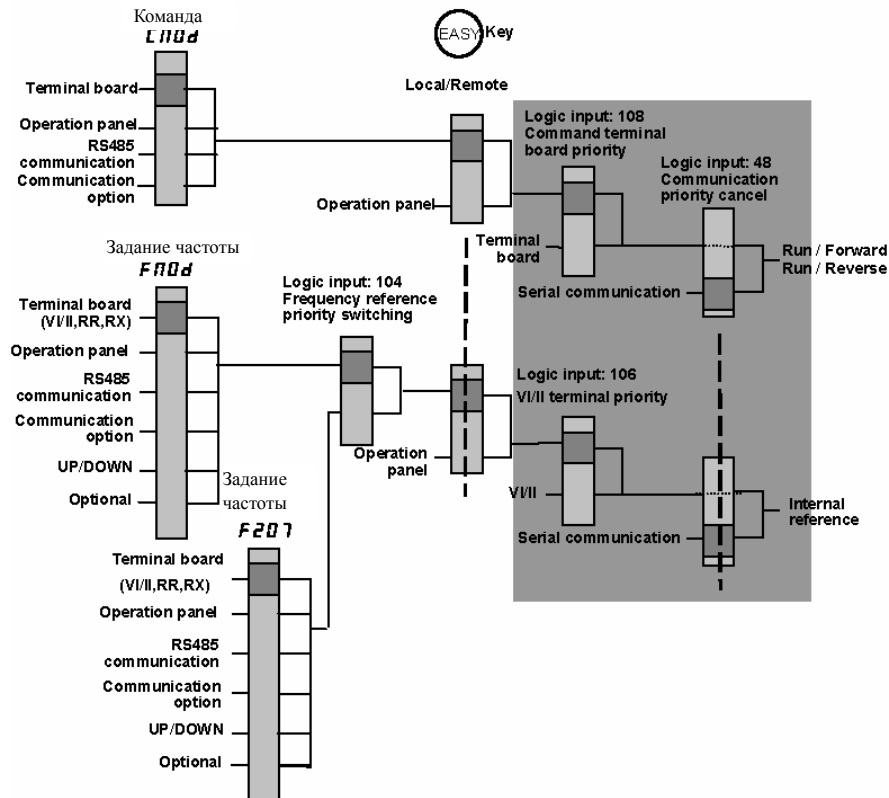 Команда
CMOd
EASY Key
Terminal board
Operation panel
RS485
communication
Communication
option
Local/Remote
Operation panel
Logic input: 108
Command terminal
board priority
Terminal
board
Logic input: 48
Communication
priority cancel
Serial communication
Run / Forward
Run / Reverse
Задание частоты
FMOd
Terminal board
(VI/II,RR,RX)
Operation panel
RS485
communication
Communication
option
UP/DOWN
Optional
Logic input: 104
Frequency reference
priority switching
Operation
panel
Logic input: 106
VI/II terminal priority
VI/II
Serial communication
Internal
reference
Задание
частоты
F207
Terminal board
(VI/II,RR,RX)
Operation panel
RS485
communication
Communication
option
UP/DOWN
Optional